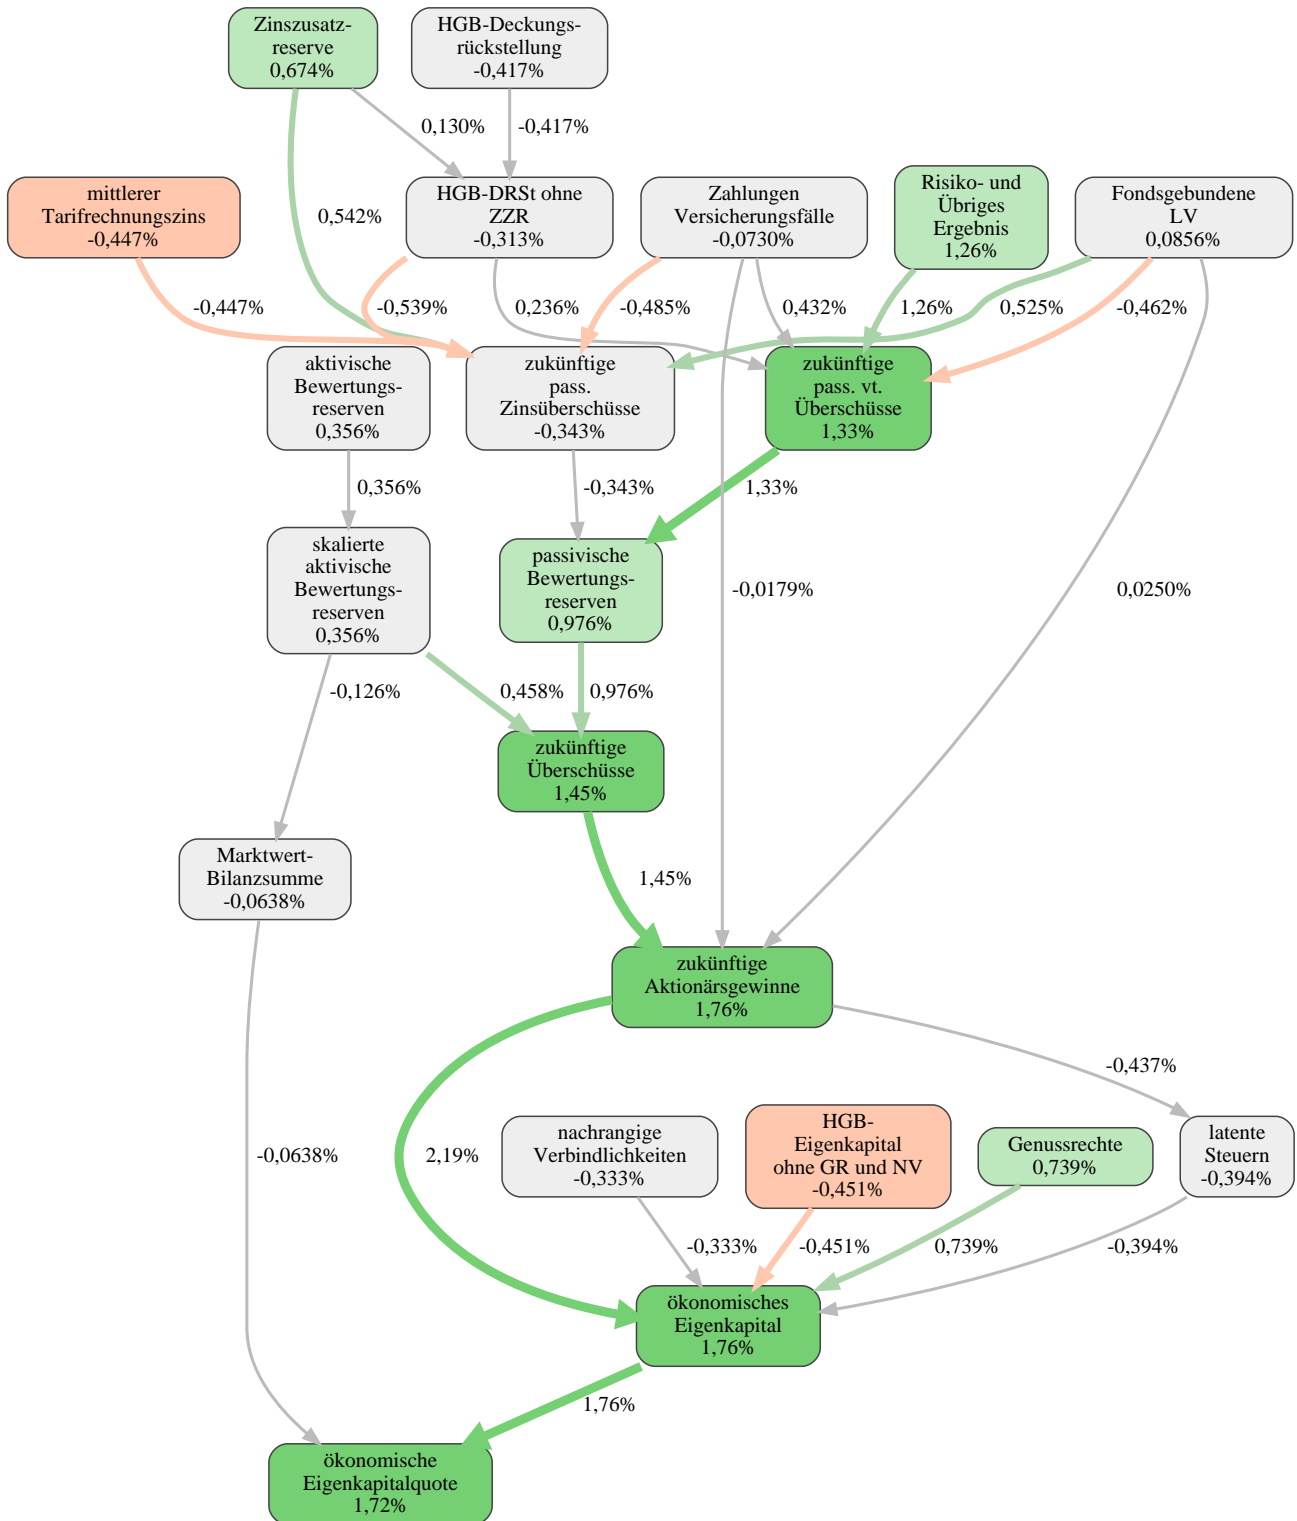 Zinszusatz-
reserve
0,674%
HGB-Deckungs-
rückstellung
-0,417%
0,130%
-0,417%
mittlerer
Tarifrechnungszins
-0,447%
HGB-DRSt ohne
ZZR
-0,313%
Zahlungen
Versicherungsfälle
-0,0730%
Risiko- und
Übriges
Ergebnis
1,26%
Fondsgebundene
LV
0,0856%
0,542%
-0,447%
-0,539%
0,236%
-0,485%
0,432%
1,26%
0,525%
-0,462%
aktivische
Bewertungs-
reserven
0,356%
zukünftige
pass.
Zinsüberschüsse
-0,343%
zukünftige
pass. vt.
Überschüsse
1,33%
0,356%
-0,343%
1,33%
skalierte
aktivische
Bewertungs-
reserven
0,356%
passivische
Bewertungs-
reserven
0,976%
-0,0179%
0,0250%
-0,126%
0,458%
0,976%
zukünftige
Überschüsse
1,45%
Marktwert-
Bilanzsumme
-0,0638%
1,45%
zukünftige
Aktionärsgewinne
1,76%
-0,437%
-0,0638%
2,19%
nachrangige
Verbindlichkeiten
-0,333%
HGB-
Eigenkapital
ohne GR und NV
-0,451%
Genussrechte
0,739%
latente
Steuern
-0,394%
-0,333%
-0,451%
0,739%
-0,394%
ökonomisches
Eigenkapital
1,76%
1,76%
ökonomische
Eigenkapitalquote
1,72%